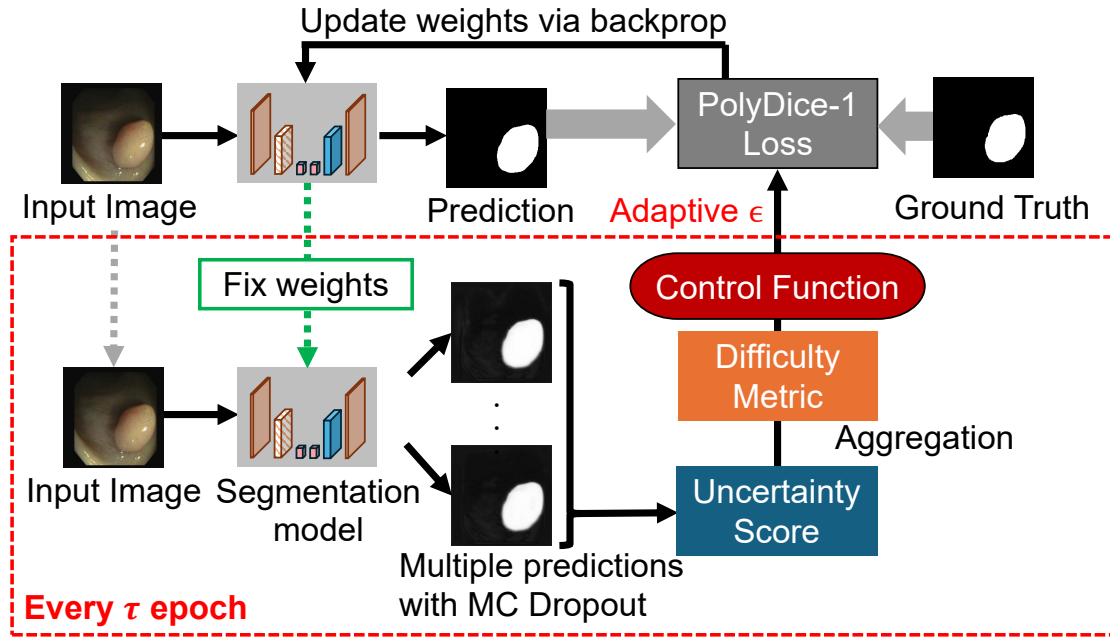 Update weights via backprop
PolyDice-1
Loss
Input Image
Prediction
Adaptive ϵ
Ground Truth
Fix weights
Control Function
Difficulty
Metric
Aggregation
Input Image
Segmentation
model
Uncertainty
Score
Multiple predictions
with MC Dropout
Every τ epoch